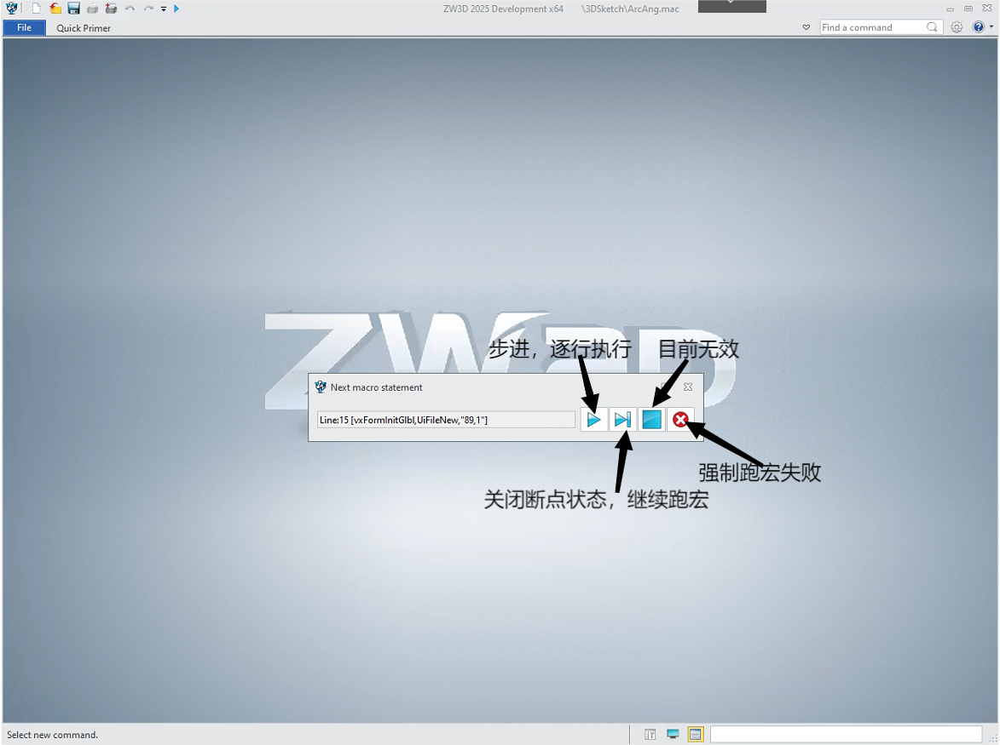 ZW3D 2025 Development x64 \3DSketch\ArcAng.mac
File Quick Primer Find a command
ZW3D
步进，逐行执行 目前无效
Next macro statement
Line:15 [vxFormInitGlbl,UiFileNew,"89,1"]
强制跑宏失败
关闭断点状态，继续跑宏
Select new command.